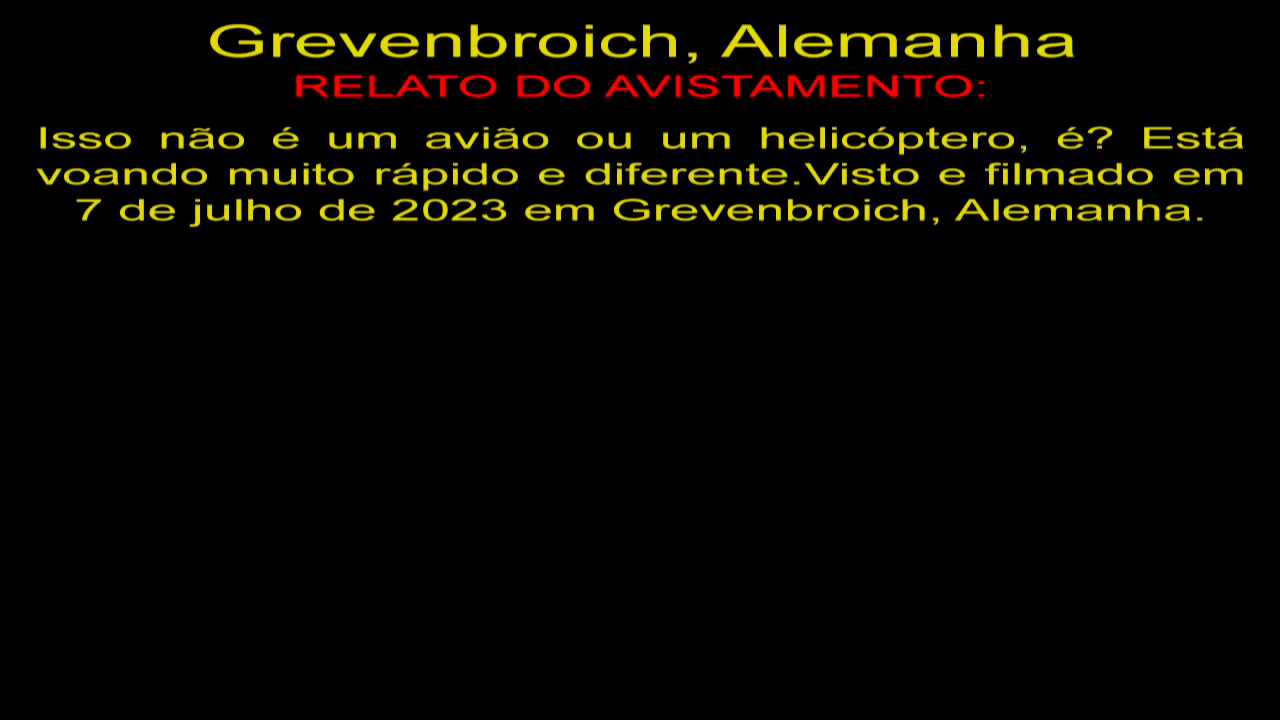 Grevenbroich, Alemanha
RELATO DO AVISTAMENTO:
Isso não é um avião ou um helicóptero, é? Está
voando muito rápido e diferente.Visto e filmado em
7 de julho de 2023 em Grevenbroich, Alemanha.